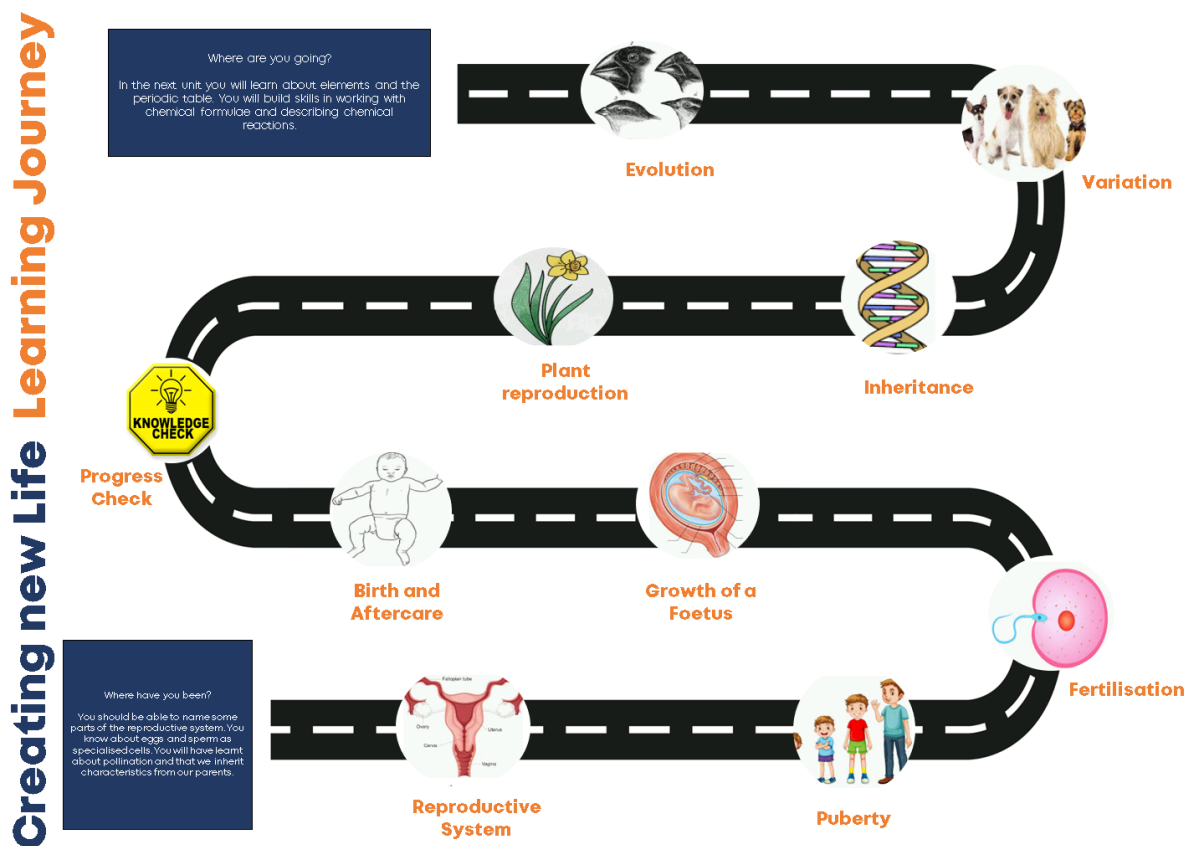 Creating new Life Learning Journey
Where are you going?
In the next unit you will learn about elements and the
periodic table. You will build skills in working with
chemical formulae and describing chemical
reactions.
Evolution
Variation
Plant
reproduction
Inheritance
KNOWLEDGE
CHECK
Progress
Check
Birth and
Aftercare
Growth of a
Foetus
Fertilisation
Where have you been?
You should be able to name some
parts of the reproductive system. You
know about eggs and sperm as
specialised cells. You will have learnt
about pollination and that we inherit
characteristics from our parents.
Fallopian tube
Ovary
Uterus
Cervix
Vagina
Reproductive
System
Puberty